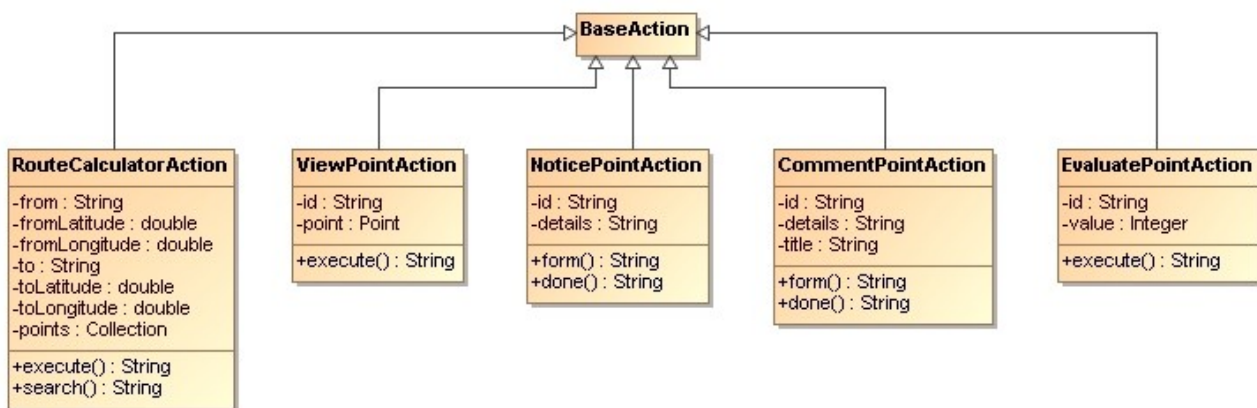 BaseAction
RouteCalculatorAction
-from : String
-fromLatitude : double
-fromLongitude : double
-to : String
-toLatitude : double
-toLongitude : double
-points : Collection
+execute() : String
+search() : String
ViewPointAction
-id : String
-point : Point
+execute() : String
NoticePointAction
-id : String
-details : String
+form() : String
+done() : String
CommentPointAction
-id : String
-details : String
-title : String
+form() : String
+done() : String
EvaluatePointAction
-id : String
-value : Integer
+execute() : String